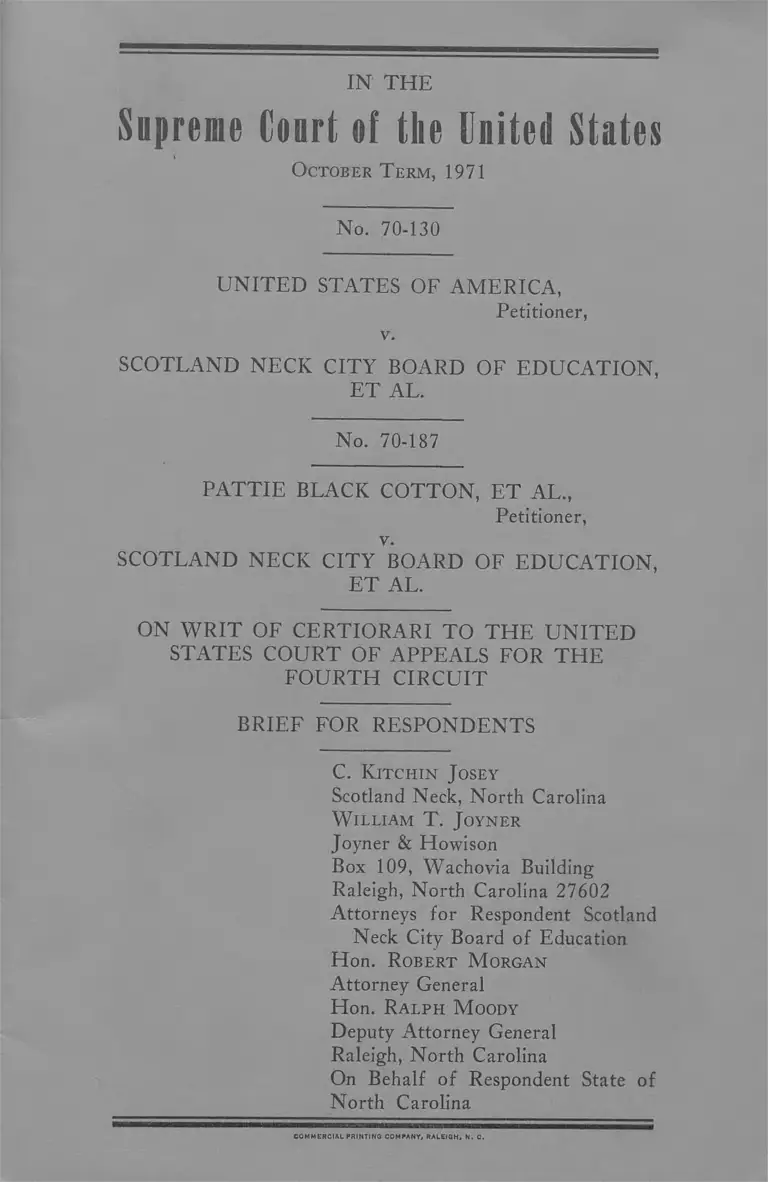 IN THE
Supreme Court of the United States
OCTOBER TERM, 1971
No. 70-130
UNITED STATES OF AMERICA,
Petitioner,
v.
SCOTLAND NECK CITY BOARD OF EDUCATION,
ET AL.
No. 70-187
PATTIE BLACK COTTON, ET AL.,
Petitioner,
v.
SCOTLAND NECK CITY BOARD OF EDUCATION,
ET AL.
ON WRIT OF CERTIORARI TO THE UNITED
STATES COURT OF APPEALS FOR THE
FOURTH CIRCUIT
BRIEF FOR RESPONDENTS
C. KITCHIN JOSEY
Scotland Neck, North Carolina
WILLIAM T. JOYNER
Joyner & Howison
Box 109, Wachovia Building
Raleigh, North Carolina 27602
Attorneys for Respondent Scotland
Neck City Board of Education
Hon. ROBERT MORGAN
Attorney General
Hon. RALPH MOODY
Deputy Attorney General
Raleigh, North Carolina
On Behalf of Respondent State of
North Carolina
COMMERCIAL PRINTING COMPANY, RALEIGH, N. C.